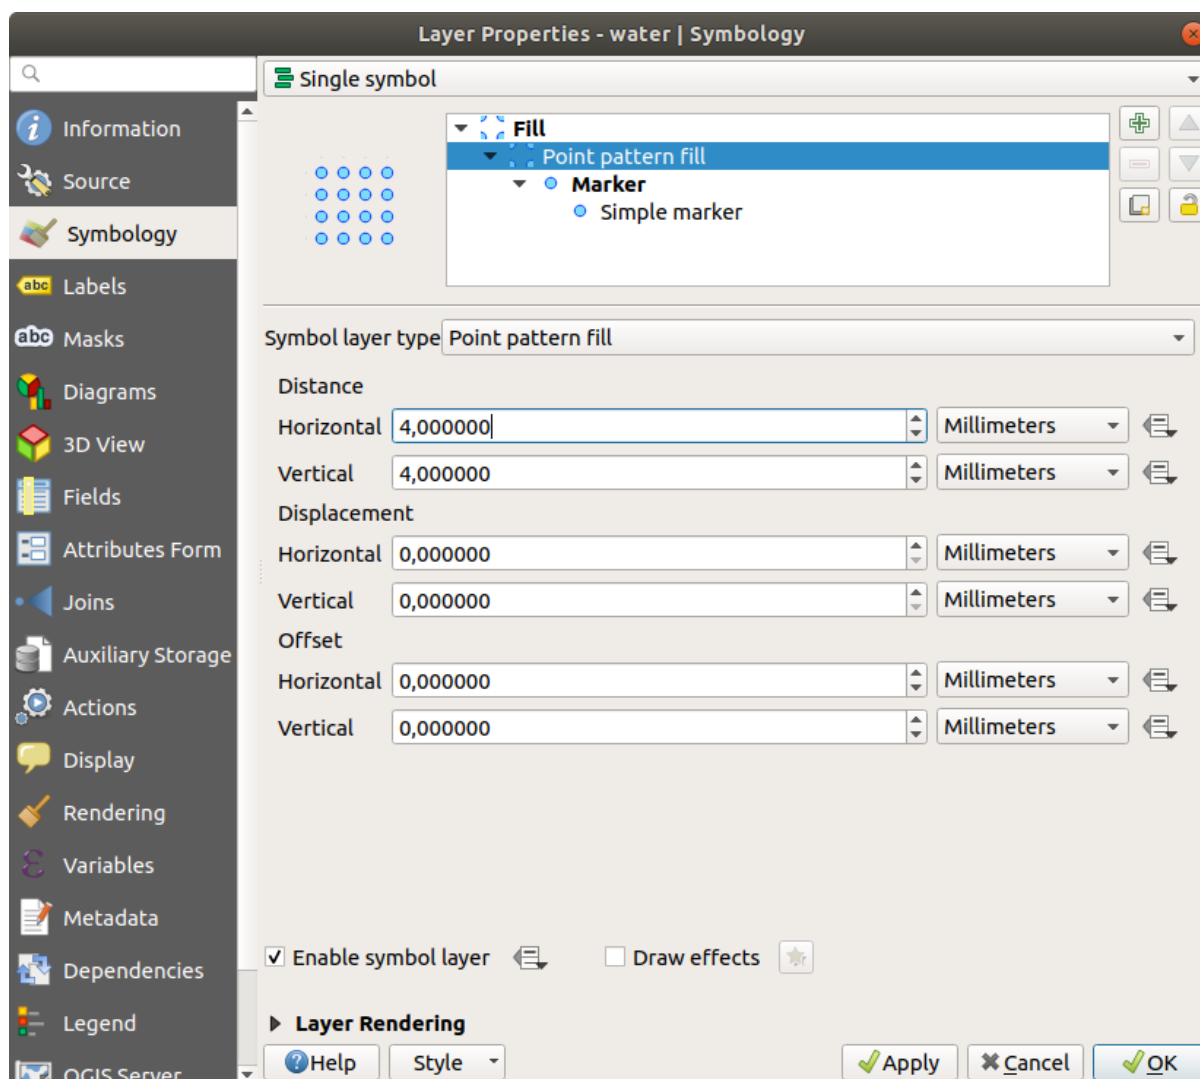 Layer Properties - water | Symbology
Single symbol
Information
Source
Symbology
abc Labels
abc Masks
Diagrams
3D View
Fields
Attributes Form
Joins
Auxiliary Storage
Actions
Display
Rendering
Variables
Metadata
Dependencies
Legend
QGIS Server
Fill
Point pattern fill
Marker
Simple marker
Symbol layer type Point pattern fill
Distance
Horizontal 4,000000 Millimeters
Vertical 4,000000 Millimeters
Displacement
Horizontal 0,000000 Millimeters
Vertical 0,000000 Millimeters
Offset
Horizontal 0,000000 Millimeters
Vertical 0,000000 Millimeters
Enable symbol layer Draw effects
Layer Rendering
Help Style Apply Cancel OK